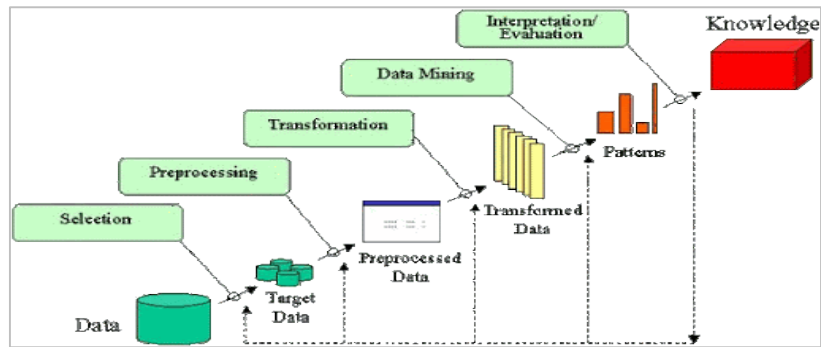 Interpretation/
Evaluation
Knowledge
Data Mining
Transformation
Patterns
Preprocessing
Transformed
Data
Selection
Preprocessed
Data
Target
Data
Data